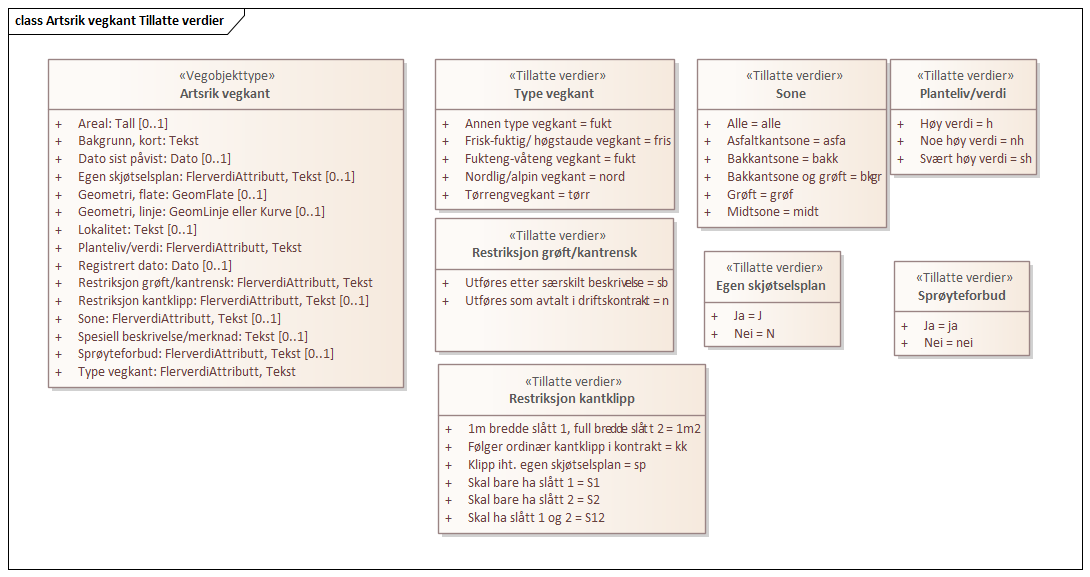 class Artsrik vegkant Tillatte verdier
«Vegobjekttype»
Artsrik vegkant
+ Areal: Tall [0..1]
+ Bakgrunn, kort: Tekst
+ Dato sist påvist: Dato [0..1]
+ Egen skjøtselsplan: FlerverdiAttributt, Tekst [0..1]
+ Geometri, flate: GeomFlate [0..1]
+ Geometri, linje: GeomLinje eller Kurve [0..1]
+ Lokalitet: Tekst [0..1]
+ Planteliv/verdi: FlerverdiAttributt, Tekst
+ Registrert dato: Dato [0..1]
+ Restriksjon grøft/kantrensk: FlerverdiAttributt, Tekst
+ Restriksjon kantklipp: FlerverdiAttributt, Tekst [0..1]
+ Sone: FlerverdiAttributt, Tekst [0..1]
+ Spesiell beskrivelse/merknad: Tekst [0..1]
+ Sprøyteforbud: FlerverdiAttributt, Tekst [0..1]
+ Type vegkant: FlerverdiAttributt, Tekst
«Tillatte verdier»
Type vegkant
+ Annen type vegkant = fukt
+ Frisk-fuktig/ høgstaude vegkant = fris
+ Fukteng-våteng vegkant = fukt
+ Nordlig/alpin vegkant = nord
+ Tørrengvegkant = tørr
«Tillatte verdier»
Sone
+ Alle = alle
+ Asfaltkantsone = asfa
+ Bakkantsone = bakk
+ Bakkantsone og grøft = bkgr
+ Grøft = grøf
+ Midtsone = midt
«Tillatte verdier»
Planteliv/verdi
+ Høy verdi = h
+ Noe høy verdi = nh
+ Svært høy verdi = sh
«Tillatte verdier»
Restriksjon grøft/kantrensk
+ Utføres etter særskilt beskrivelse = sb
+ Utføres som avtalt i driftskontrakt = n
«Tillatte verdier»
Egen skjøtselsplan
+ Ja = J
+ Nei = N
«Tillatte verdier»
Sprøyteforbud
+ Ja = ja
+ Nei = nei
«Tillatte verdier»
Restriksjon kantklipp
+ 1m bredde slått 1, full bredde slått 2 = 1m2
+ Følger ordinær kantklipp i kontrakt = kk
+ Klipp iht. egen skjøtselsplan = sp
+ Skal bare ha slått 1 = S1
+ Skal bare ha slått 2 = S2
+ Skal ha slått 1 og 2 = S12